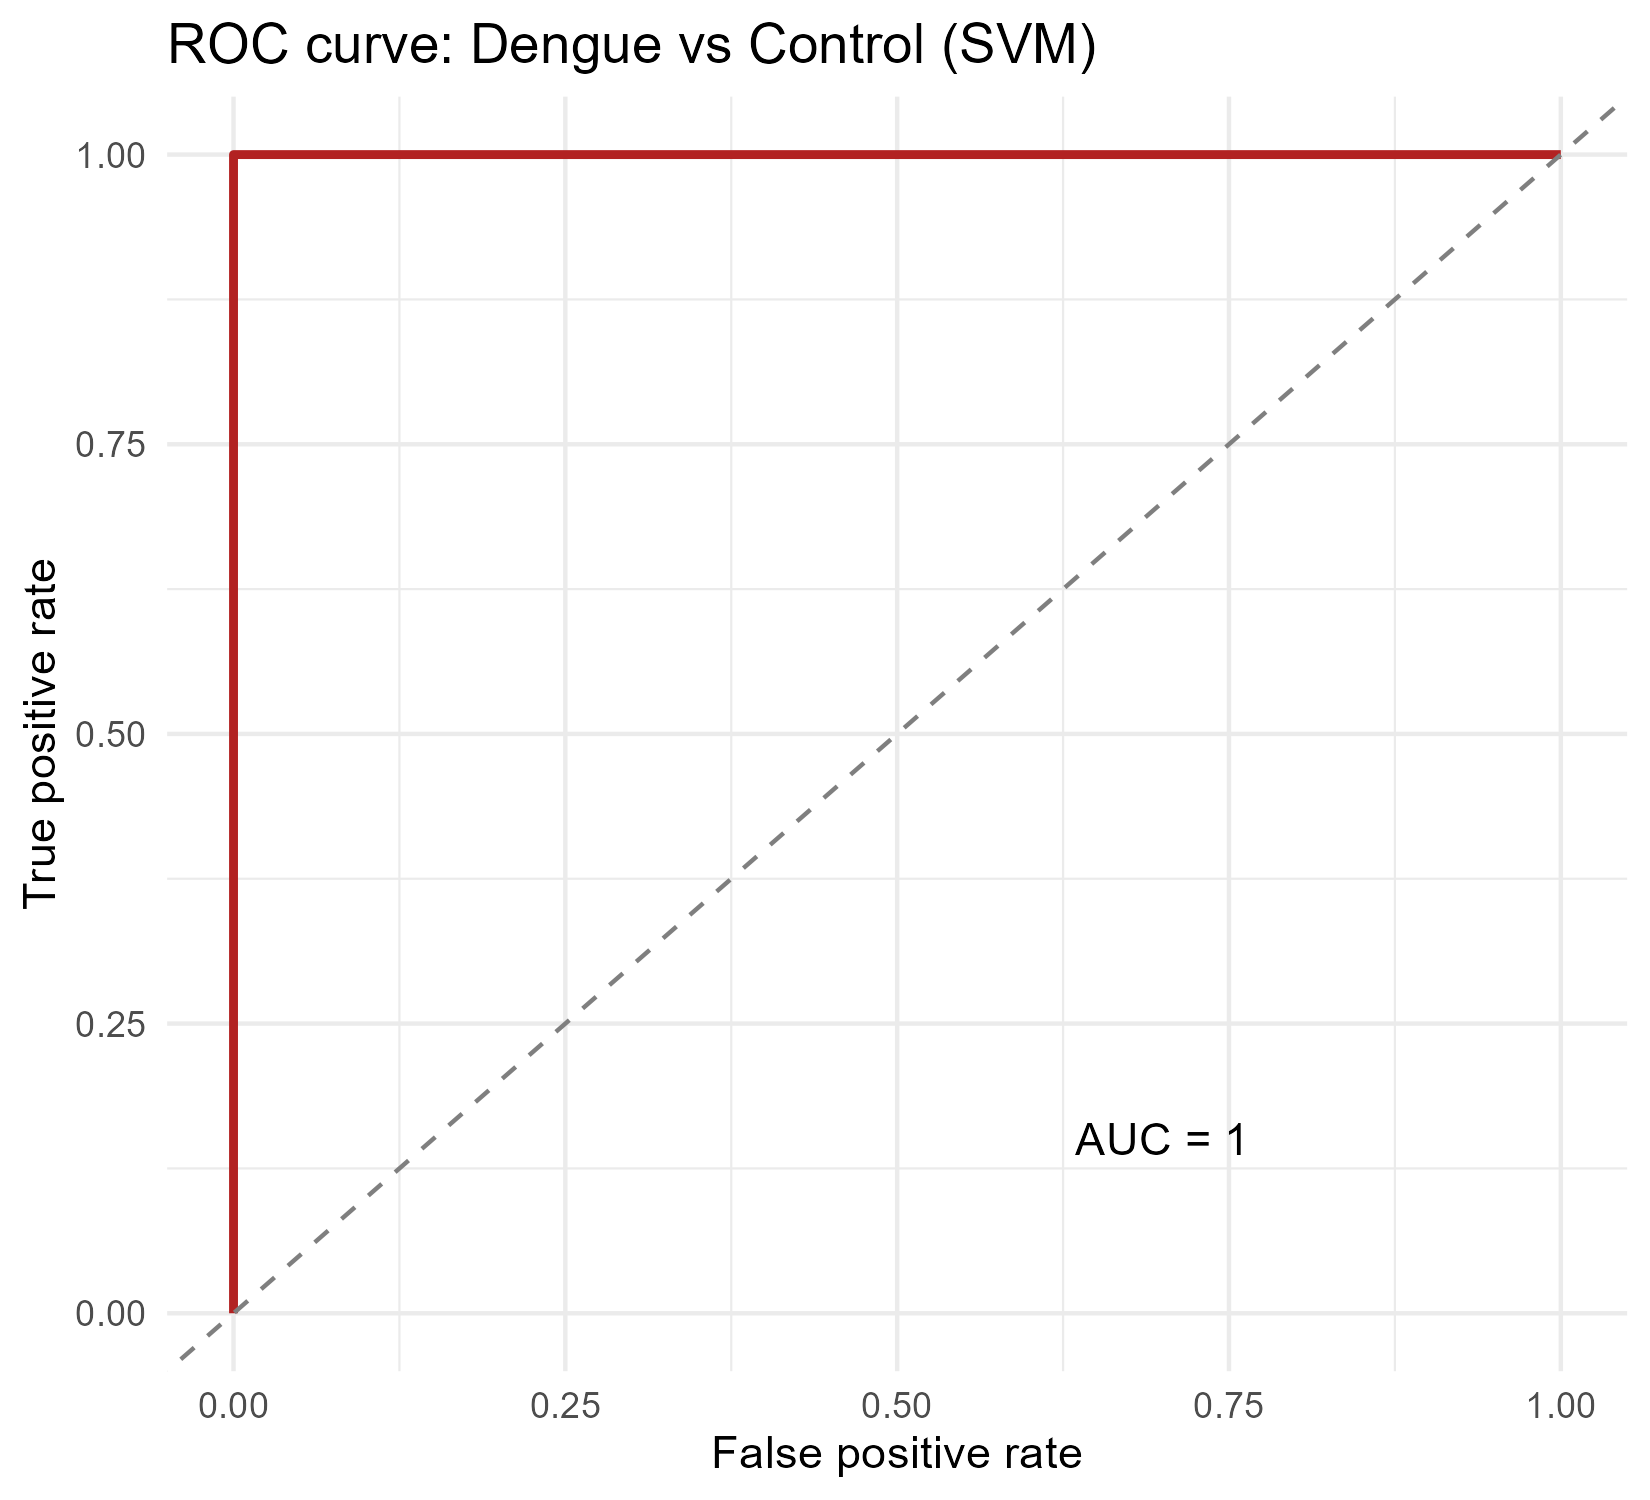 ROC curve: Dengue vs Control (SVM)
1.00
0.75
0.50
0.25
0.00
True positive rate
AUC = 1
0.00 0.25 0.50 0.75 1.00
False positive rate